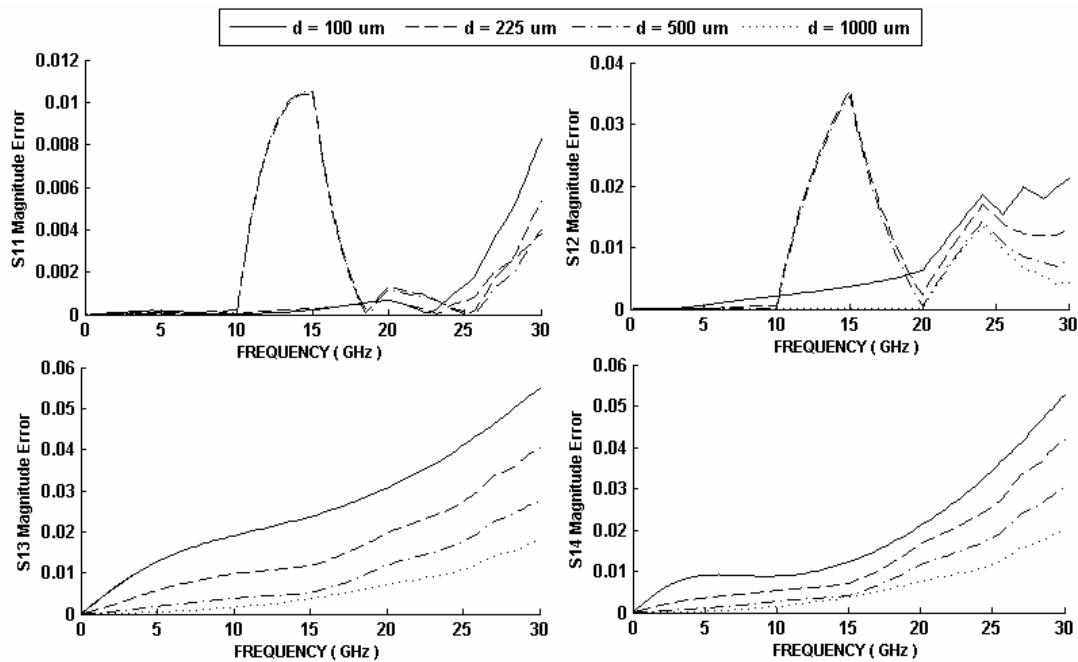 d = 100 um d = 225 um d = 500 um d = 1000 um
S11 Magnitude Error
0.012
0.01
0.008
0.006
0.004
0.002
0
0 5 10 15 20 25 30
FREQUENCY ( GHz )
S12 Magnitude Error
0.04
0.03
0.02
0.01
0
0 5 10 15 20 25 30
FREQUENCY ( GHz )
S13 Magnitude Error
0.06
0.05
0.04
0.03
0.02
0.01
0
0 5 10 15 20 25 30
FREQUENCY ( GHz )
S14 Magnitude Error
0.06
0.05
0.04
0.03
0.02
0.01
0
0 5 10 15 20 25 30
FREQUENCY ( GHz )